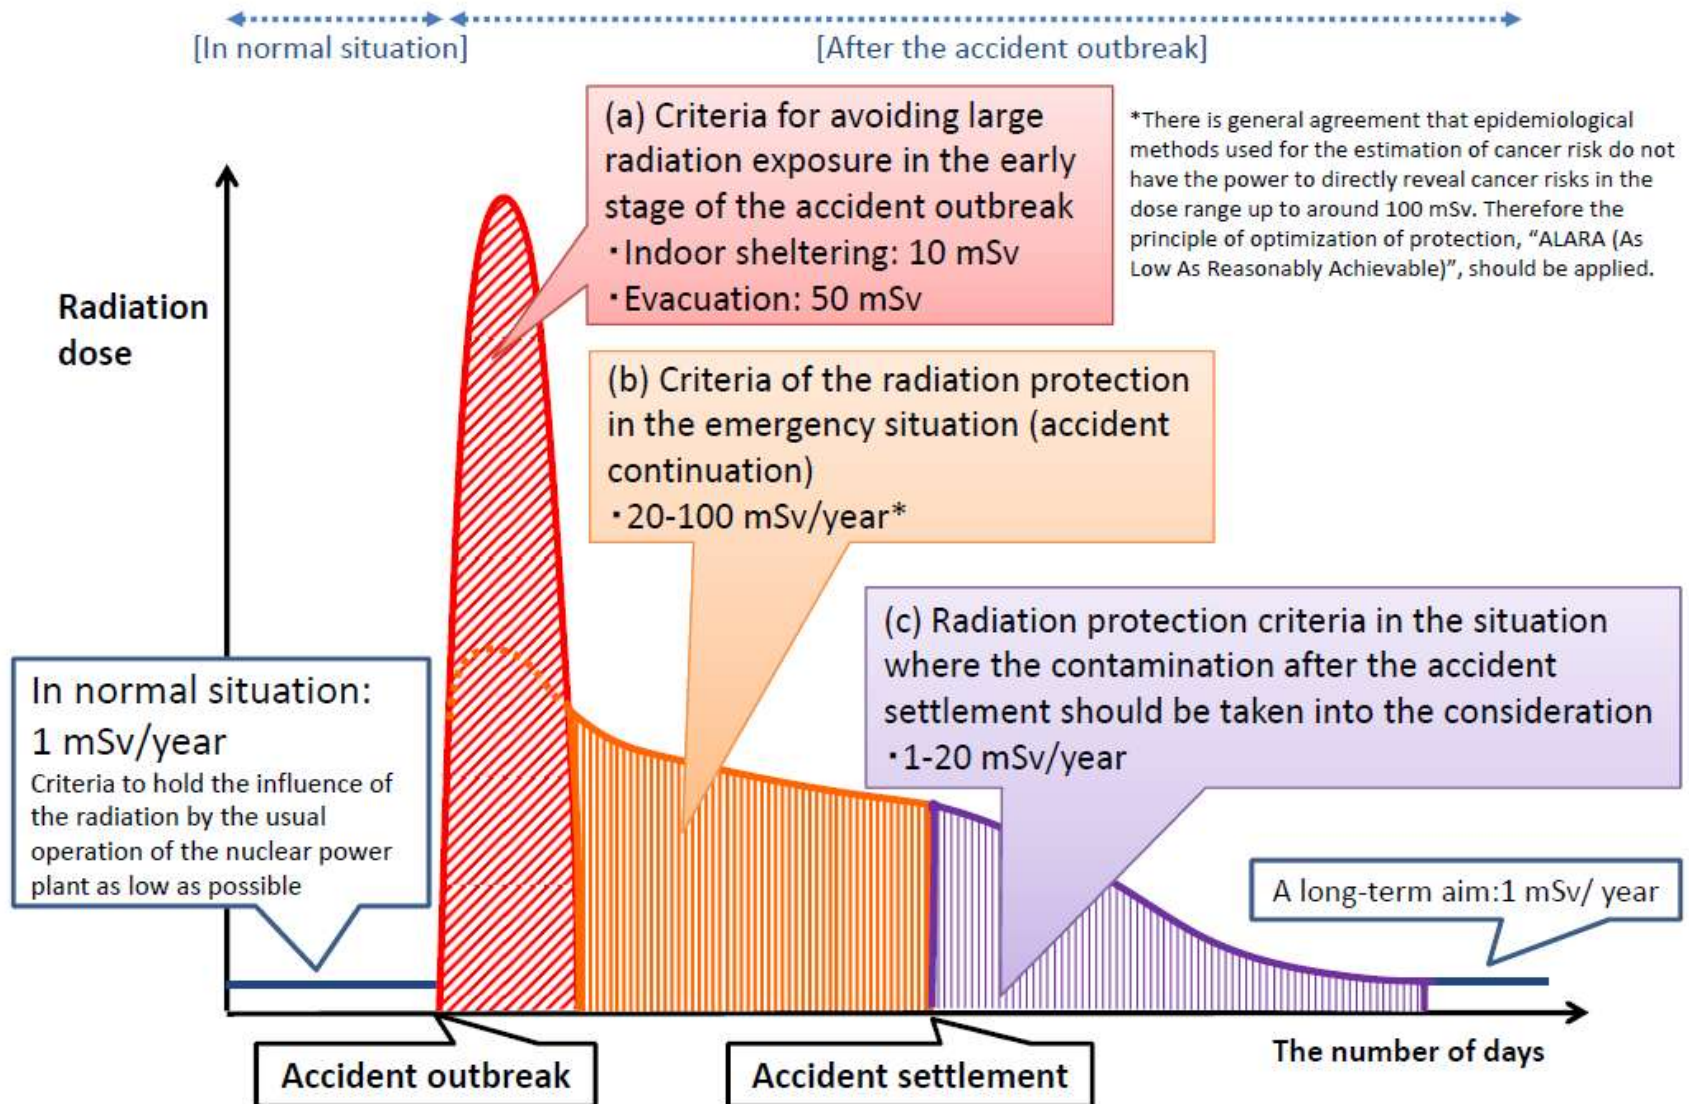 [In normal situation]
[After the accident outbreak]
(a) Criteria for avoiding large
radiation exposure in the early
stage of the accident outbreak
・Indoor sheltering: 10 mSv
・Evacuation: 50 mSv
*There is general agreement that epidemiological
methods used for the estimation of cancer risk do not
have the power to directly reveal cancer risks in the
dose range up to around 100 mSv. Therefore the
principle of optimization of protection, “ALARA (As
Low As Reasonably Achievable)”, should be applied.
Radiation
dose
(b) Criteria of the radiation protection
in the emergency situation (accident
continuation)
・20-100 mSv/year*
(c) Radiation protection criteria in the situation
where the contamination after the accident
settlement should be taken into the consideration
・1-20 mSv/year
In normal situation:
1 mSv/year
Criteria to hold the influence of
the radiation by the usual
operation of the nuclear power
plant as low as possible
A long-term aim:1 mSv/ year
The number of days
Accident outbreak
Accident settlement